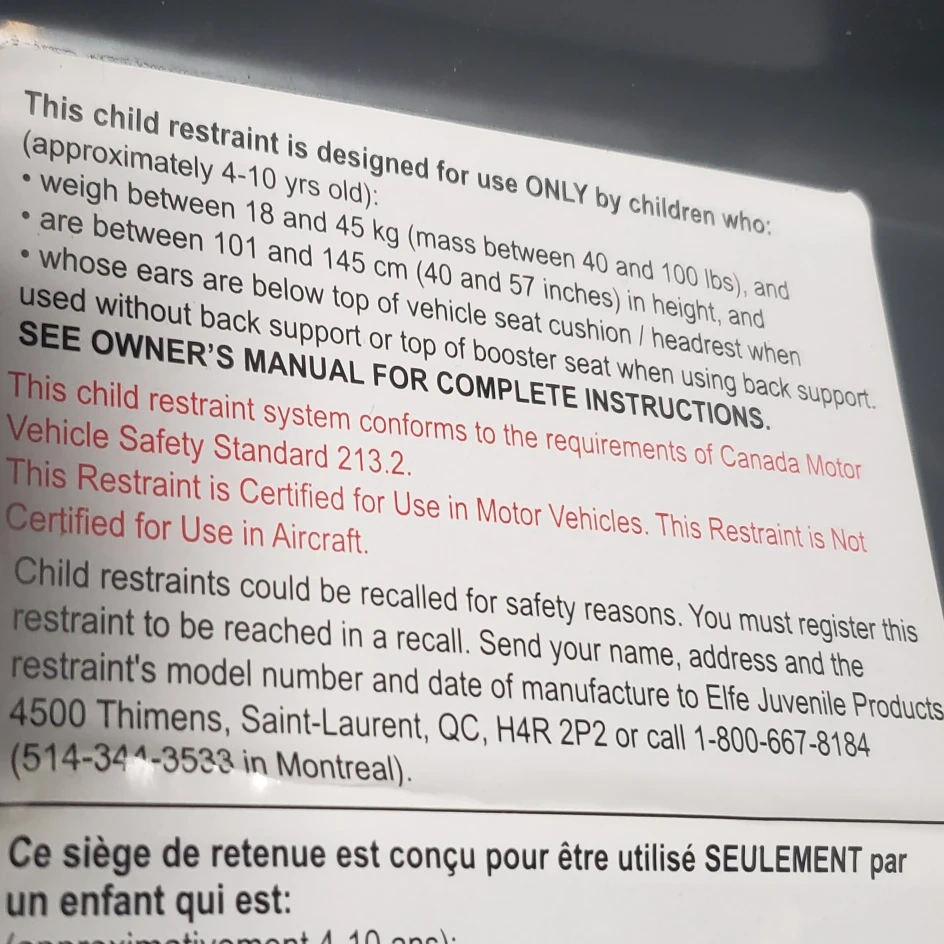 This child restraint is designed for use ONLY by children who:
(approximately 4-10 yrs old):
• weigh between 18 and 45 kg (mass between 40 and 100 lbs), and
• are between 101 and 145 cm (40 and 57 inches) in height, and
• whose ears are below top of vehicle seat cushion / headrest when
used without back support or top of booster seat when using back support.
SEE OWNER'S MANUAL FOR COMPLETE INSTRUCTIONS.
This child restraint system conforms to the requirements of Canada Motor
Vehicle Safety Standard 213.2.
This Restraint is Certified for Use in Motor Vehicles. This Restraint is Not
Certified for Use in Aircraft.
Child restraints could be recalled for safety reasons. You must register this
restraint to be reached in a recall. Send your name, address and the
restraint's model number and date of manufacture to Elfe Juvenile Products
4500 Thimens, Saint-Laurent, QC, H4R 2P2 or call 1-800-667-8184
(514-344-3533 in Montreal).
Ce siège de retenue est conçu pour être utilisé SEULEMENT par
un enfant qui est:
(approximativement 4-10 ans):